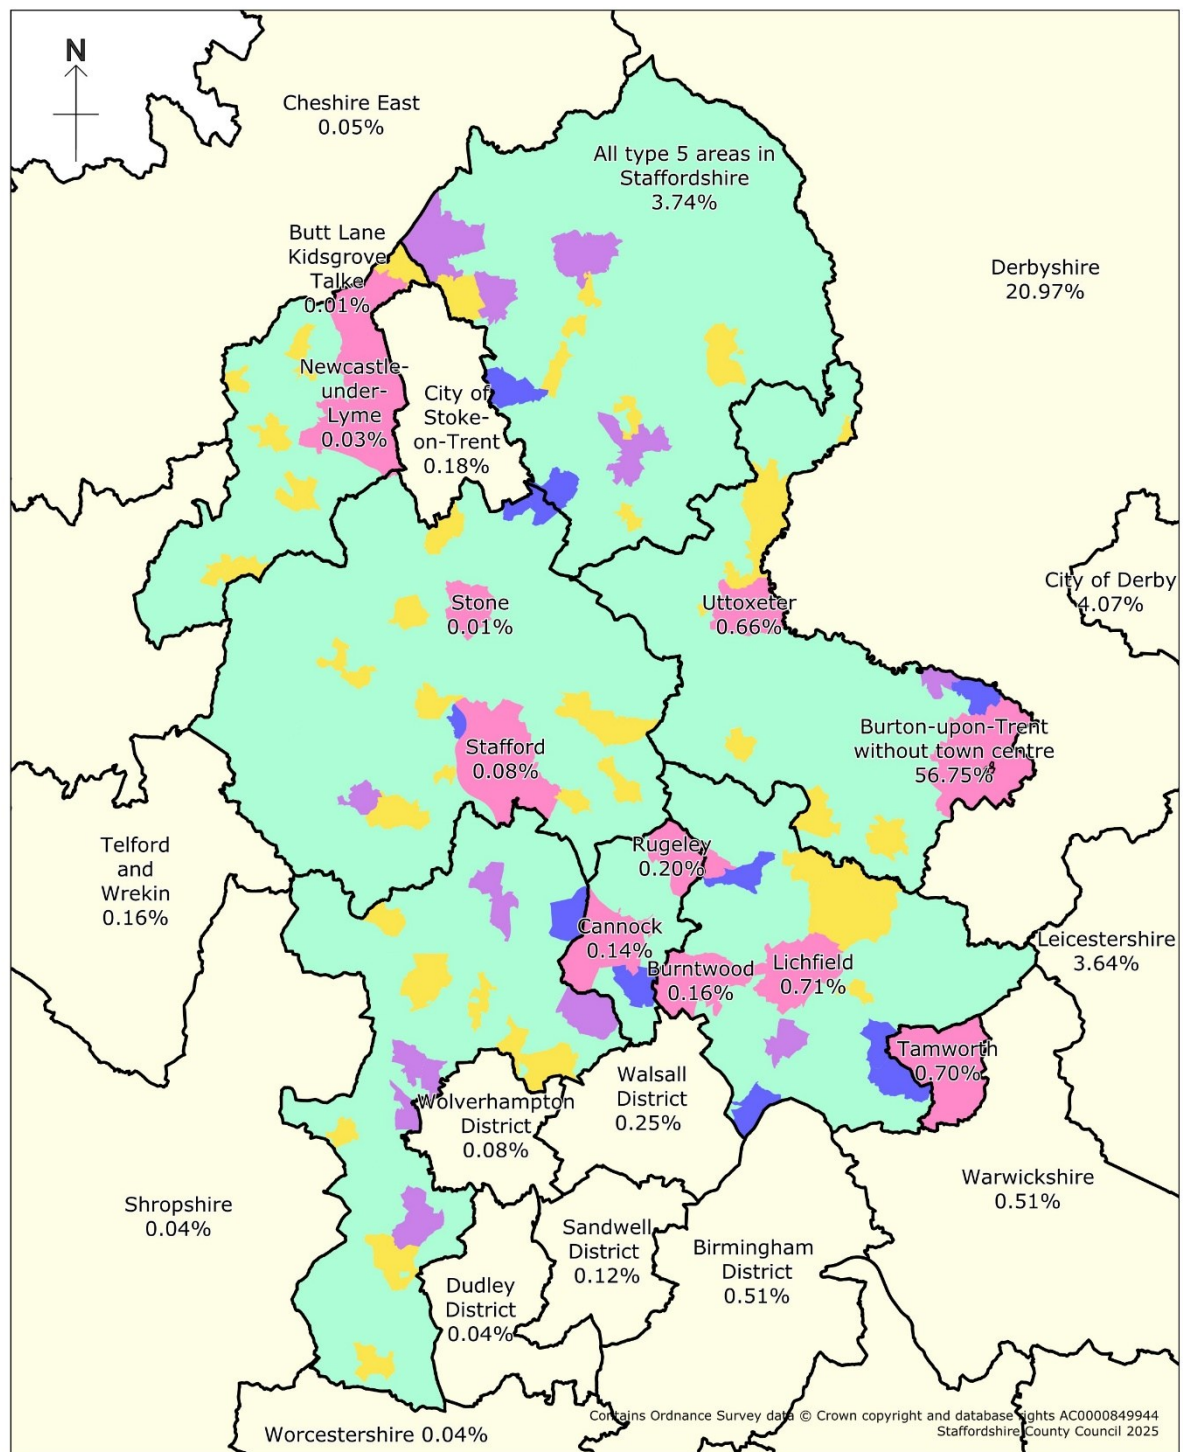 N
Cheshire East
0.05%
All type 5 areas in
Staffordshire
3.74%
Butt Lane
Kidsgrove
Talke
0.01%
Derbyshire
20.97%
Newcastle-
under-
Lyme
0.03%
City of
Stoke-
on-Trent
0.18%
City of Derby
4.07%
Stone
0.01%
Uttoxeter
0.66%
Stafford
0.08%
Burton-upon-Trent
without town centre
56.75%
Telford
and
Wrekin
0.16%
Rugeley
0.20%
Cannock
0.14%
Burntwood
0.16%
Lichfield
0.71%
Leicestershire
3.64%
Tamworth
0.70%
Wolverhampton
District
0.08%
Walsall
District
0.25%
Shropshire
0.04%
Warwickshire
0.51%
Sandwell
District
0.12%
Birmingham
District
0.51%
Dudley
District
0.04%
Worcestershire 0.04%
Contains Ordnance Survey data © Crown copyright and database rights AC0000849944
Staffordshire County Council 2025